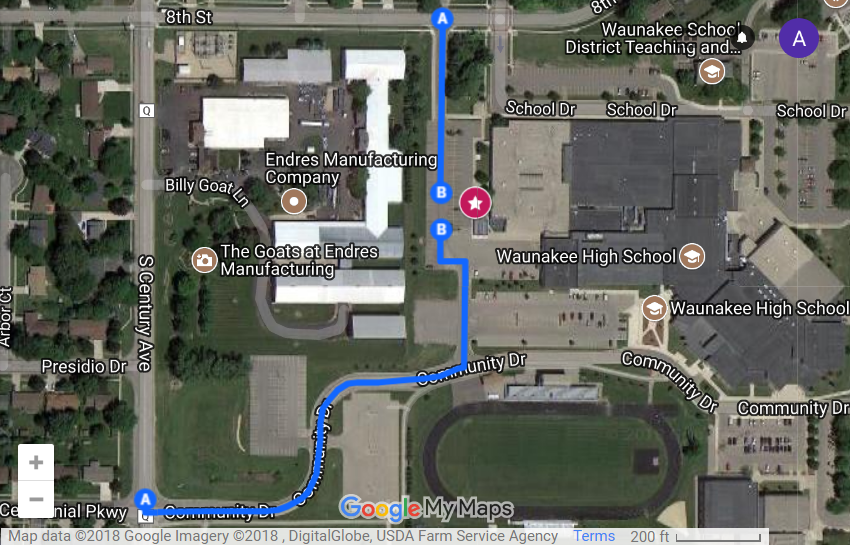 8th St
A
8th
Waunakee School
District Teaching and...
A
Q
School Dr
School Dr
School Dr
Endres Manufacturing
Company
Billy Goat Ln
B
B
The Goats at Endres
Manufacturing
Waunakee High School
Waunakee High School
S Century Ave
Arbor Ct
Presidio Dr
Community Dr
Community Dr
Community Dr
Community Dr
+
−
A
Q
Centennial Pkwy
Community Dr
Google My Maps
Map data ©2018 Google Imagery ©2018 , DigitalGlobe, USDA Farm Service Agency
Terms
200 ft